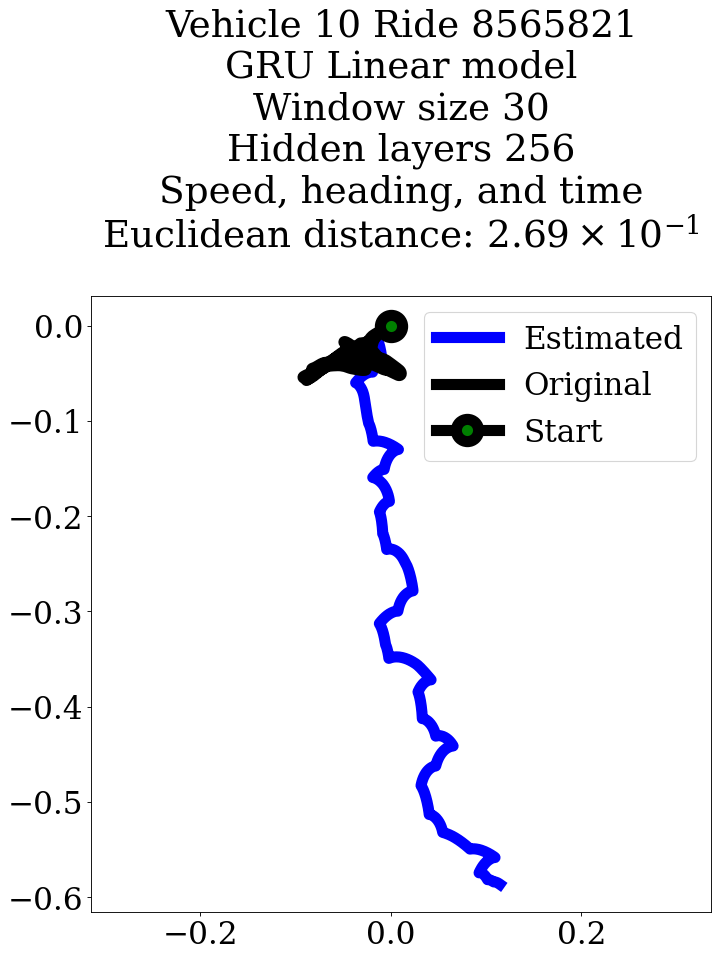 Vehicle 10 Ride 8565821
GRU Linear model
Window size 30
Hidden layers 256
Speed, heading, and time
Euclidean distance: 2.69 × 10⁻¹
Estimated
Original
Start
0.0
−0.1
−0.2
−0.3
−0.4
−0.5
−0.6
−0.2
0.0
0.2